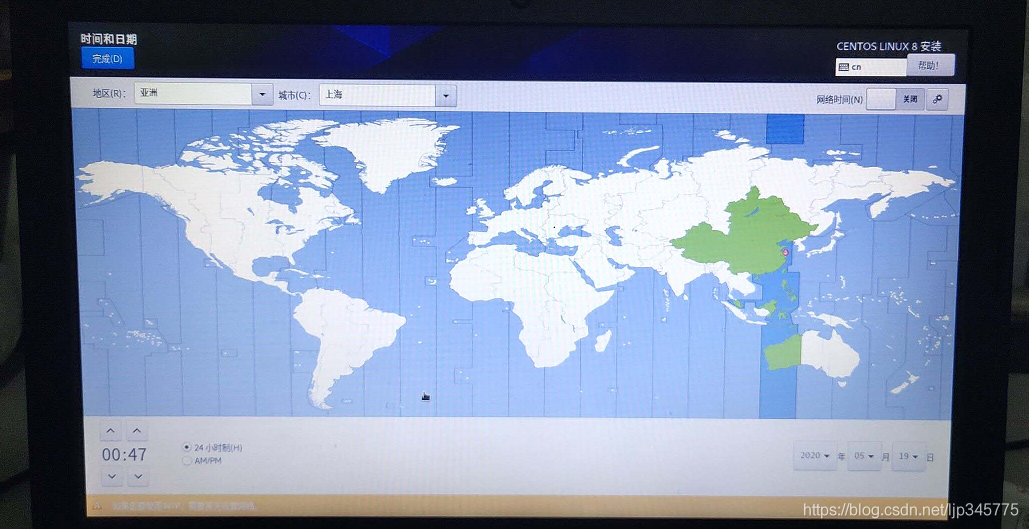 时间和日期
CENTOS LINUX 8 安装
完成(D)
cn
帮助!
地区(R):
亚洲
城市(C):
上海
网络时间(N)
关闭
00:47
24 小时制(H)
AM/PM
2020 年 05 月 19 日
https://blog.csdn.net/ljp345775